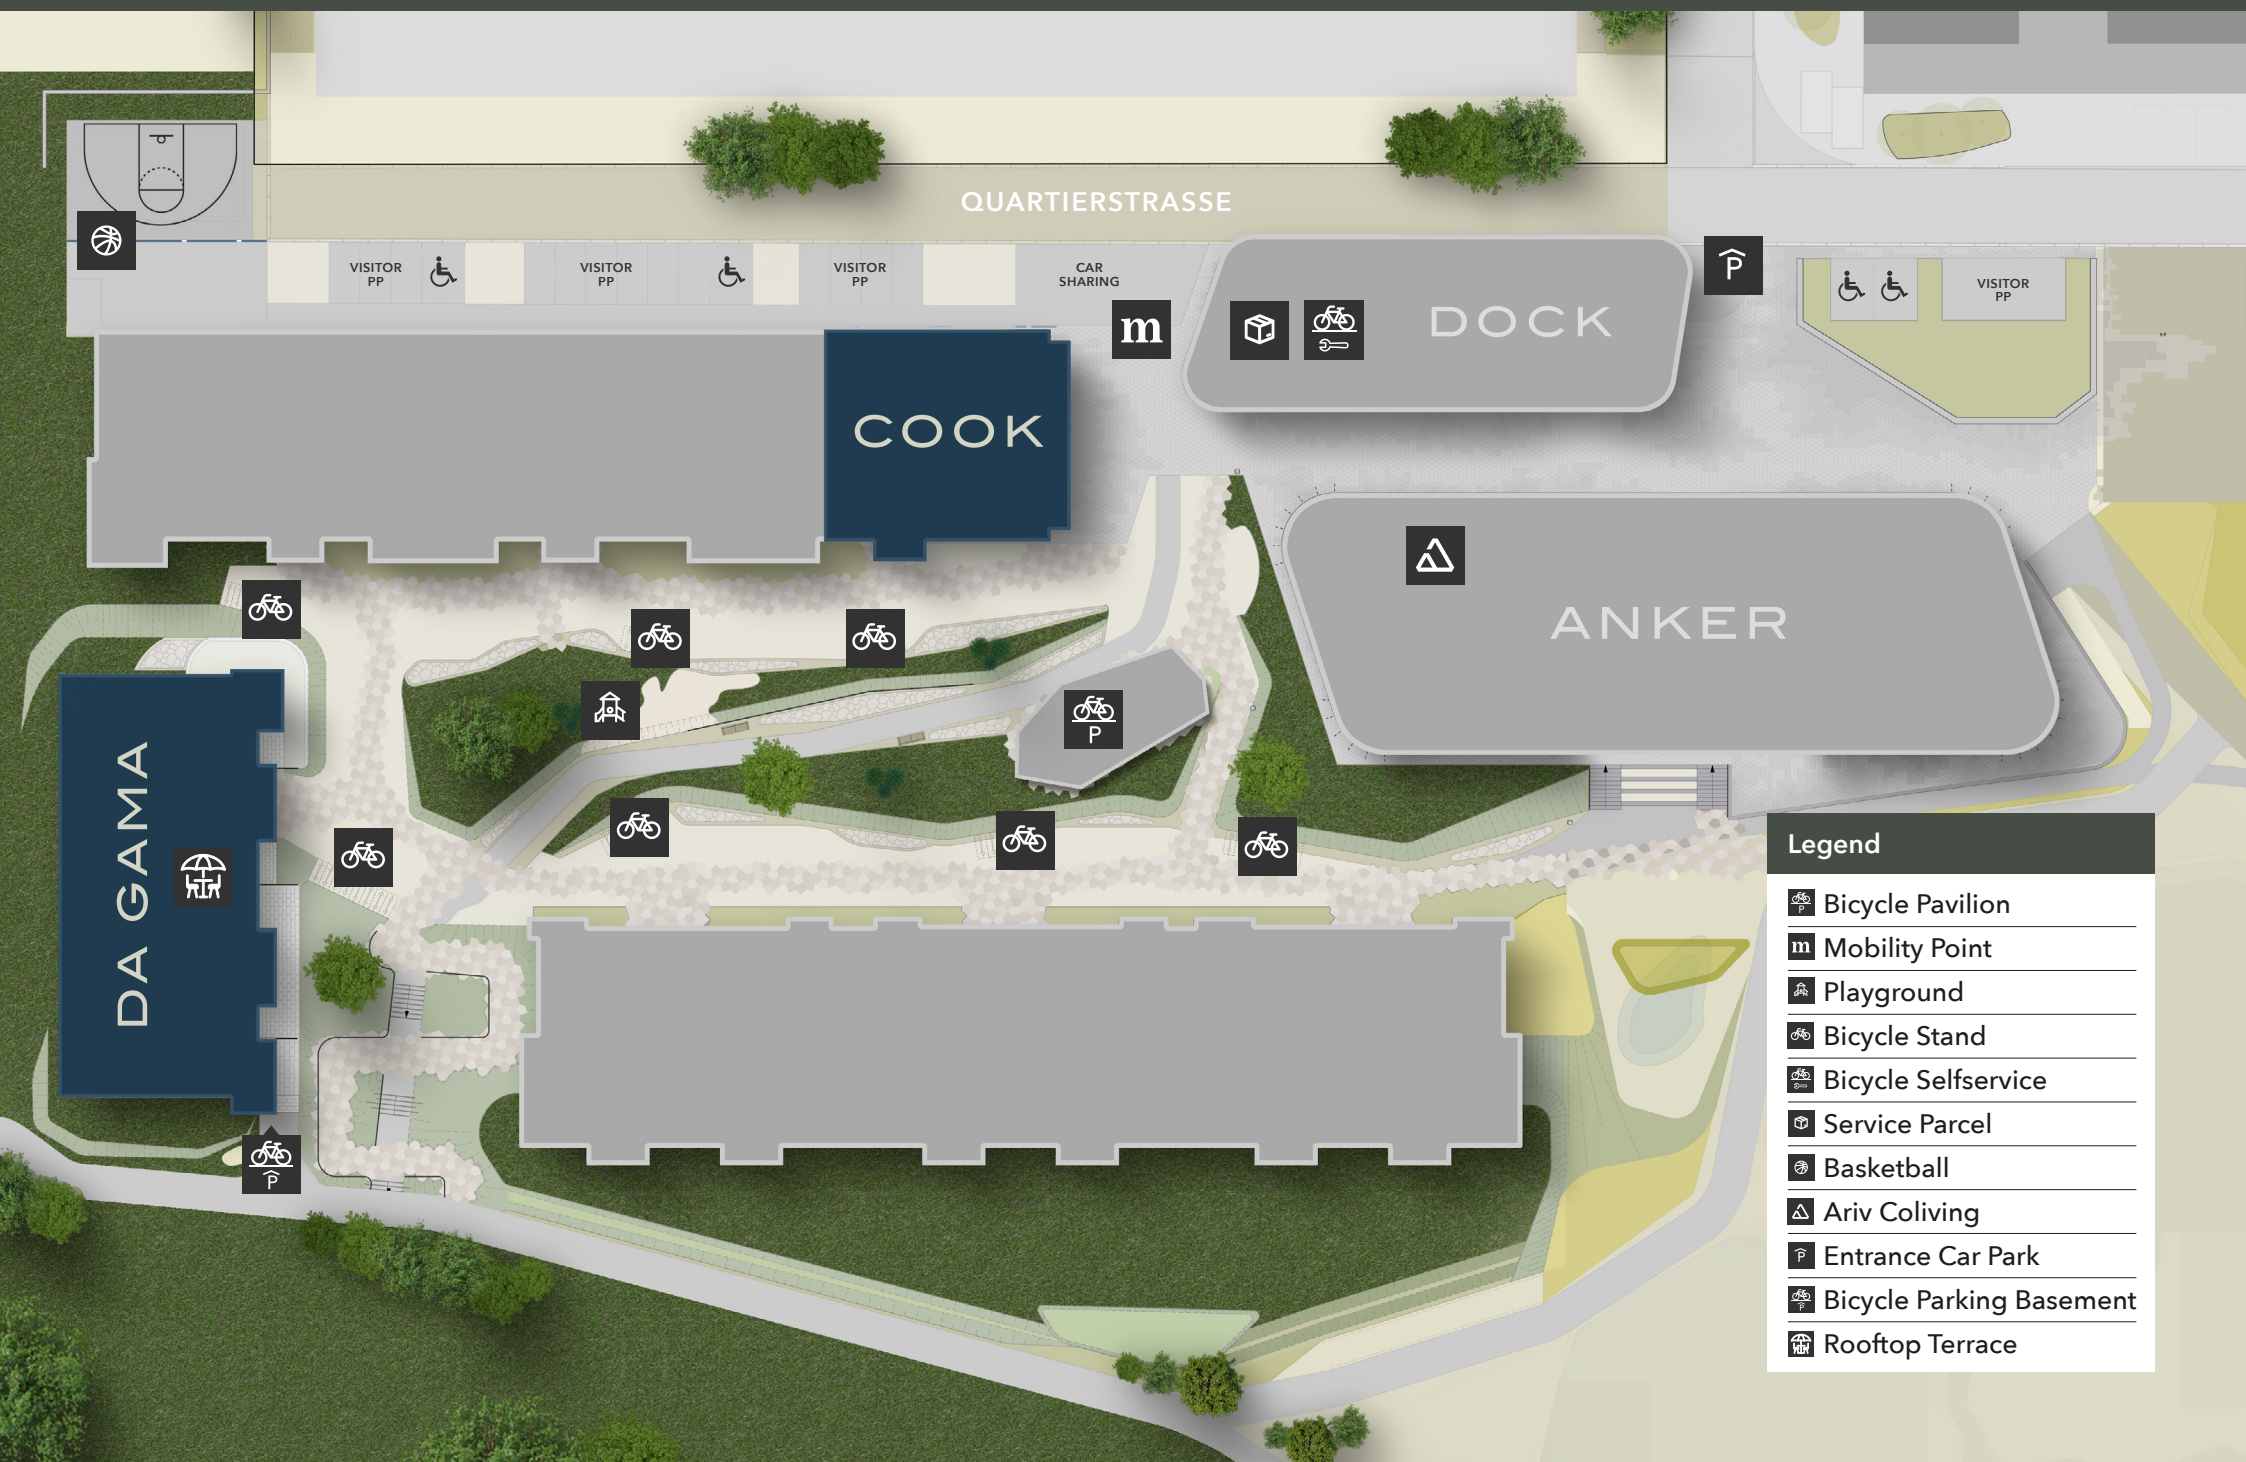 QUARTIERSTRASSE
VISITOR
PP
VISITOR
PP
VISITOR
PP
CAR
SHARING
P
VISITOR
PP
m
DOCK
COOK
ANKER
P
DA GAMA
P
Legend
P Bicycle Pavilion
m Mobility Point
Playground
Bicycle Stand
Bicycle Selfservice
Service Parcel
Basketball
Ariv Coliving
P Entrance Car Park
P Bicycle Parking Basement
Rooftop Terrace